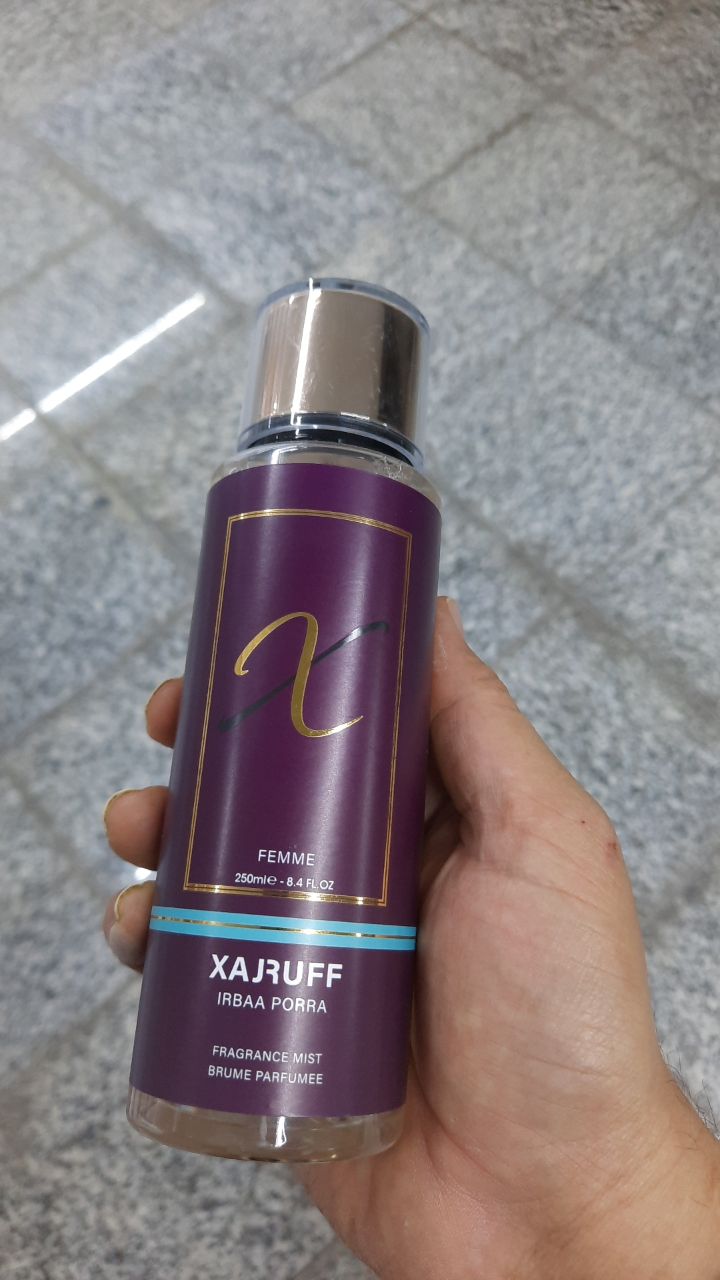 X
FEMME
250ml℮ - 8.4 FL.OZ
XAJRUFF
IRBAA PORRA
FRAGRANCE MIST
BRUME PARFUMEE